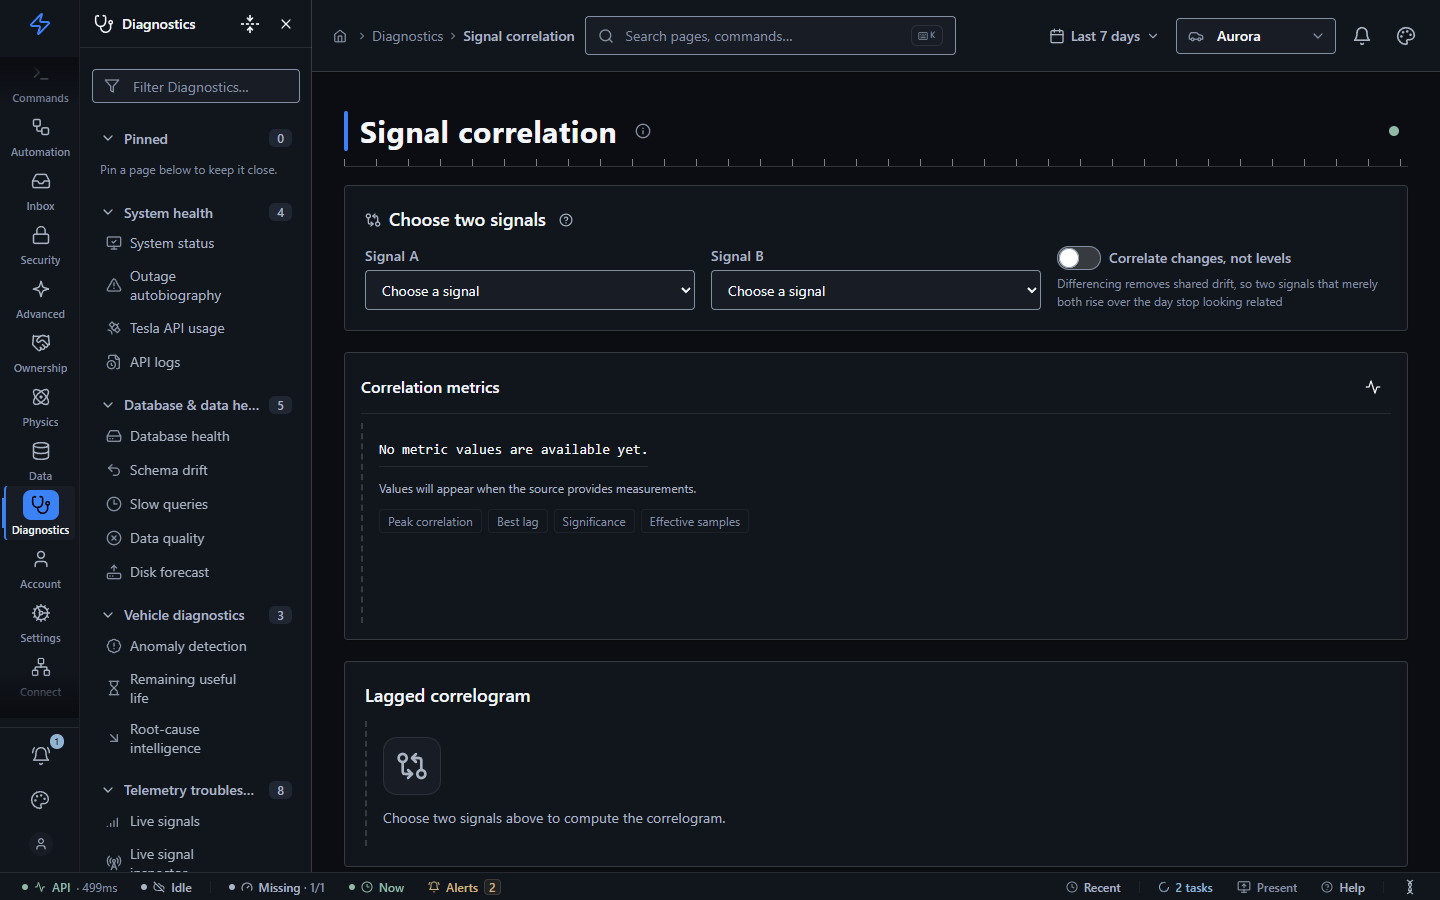 Diagnostics
Diagnostics
Signal correlation
Search pages, commands...
K
Last 7 days
Aurora
Commands
Automation
Inbox
Security
Advanced
Ownership
Physics
Data
Diagnostics
Account
Settings
Connect
1
Filter Diagnostics...
Pinned
0
Pin a page below to keep it close.
System health
4
System status
Outage
autobiography
Tesla API usage
API logs
Database & data he...
5
Database health
Schema drift
Slow queries
Data quality
Disk forecast
Vehicle diagnostics
3
Anomaly detection
Remaining useful
life
Root-cause
intelligence
Telemetry troubles...
8
Live signals
Live signal
Signal correlation
Choose two signals
Signal A
Choose a signal
Signal B
Choose a signal
Correlate changes, not levels
Differencing removes shared drift, so two signals that merely
both rise over the day stop looking related
Correlation metrics
No metric values are available yet.
Values will appear when the source provides measurements.
Peak correlation
Best lag
Significance
Effective samples
Lagged correlogram
Choose two signals above to compute the correlogram.
API · 499ms
Idle
Missing · 1/1
Now
Alerts 2
Recent
2 tasks
Present
Help